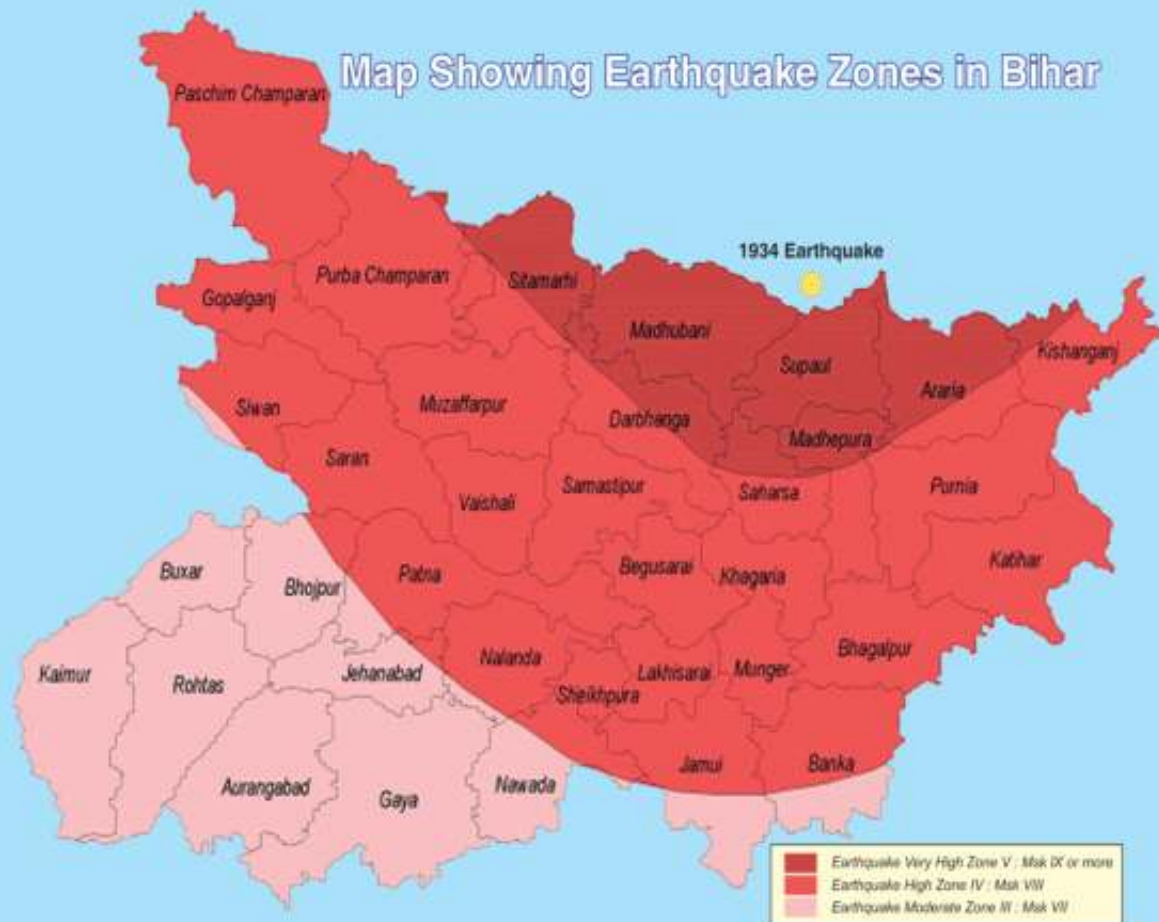 Map Showing Earthquake Zones in Bihar
Paschim Champaran
1934 Earthquake
Purba Champaran
Sitamarhi
Gopalganj
Madhubani
Supaul
Kishanganj
Araria
Siwan
Muzaffarpur
Darbhanga
Madhepura
Saran
Vaishali
Samastipur
Saharsa
Purnia
Buxar
Bhojpur
Patna
Begusarai
Khagaria
Katihar
Kaimur
Rohtas
Jehanabad
Nalanda
Sheikhpura
Lakhisarai
Munger
Bhagalpur
Aurangabad
Gaya
Nawada
Jamui
Banka
Earthquake Very High Zone V : Msk IX or more
Earthquake High Zone IV : Msk VIII
Earthquake Moderate Zone III : Msk VII